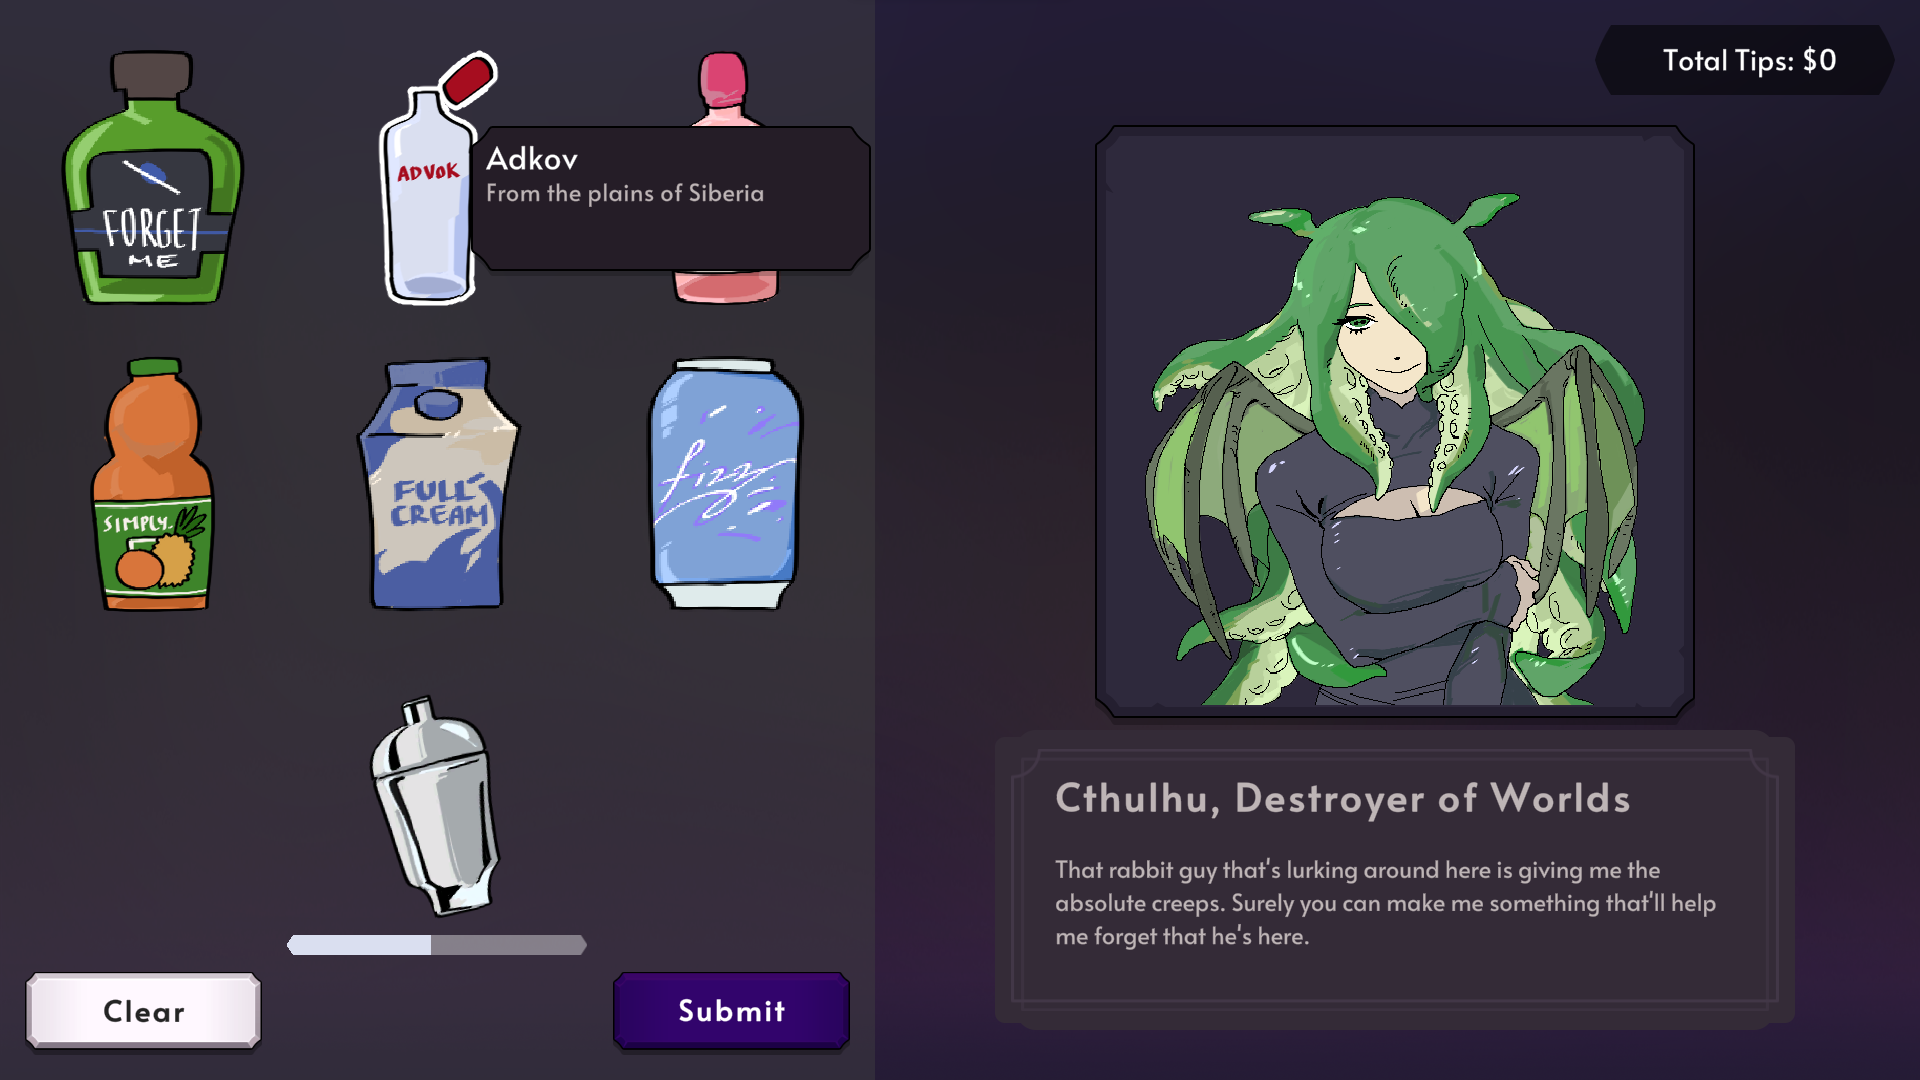 Total Tips: $0
FORGET
ME
ADVOK
Adkov
From the plains of Siberia
SIMPLY
FULL
CREAM
fizz
Cthulhu, Destroyer of Worlds
That rabbit guy that's lurking around here is giving me the
absolute creeps. Surely you can make me something that'll help
me forget that he's here.
Clear
Submit